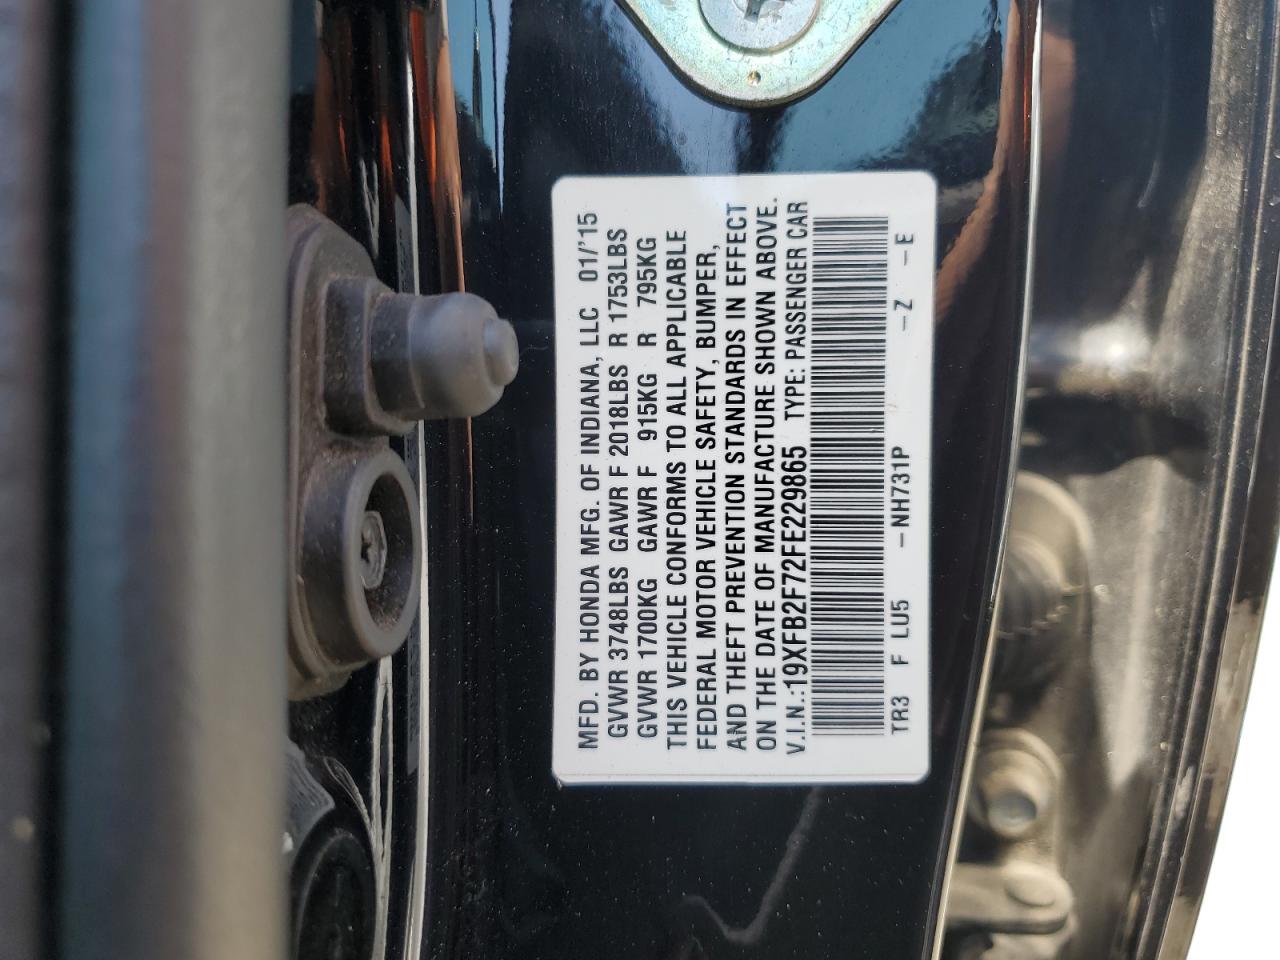 MFD. BY HONDA MFG. OF INDIANA, LLC 01/'15
GVWR 3748LBS GAWR F 2018LBS R 1753LBS
GVWR 1700KG GAWR F 915KG R 795KG
THIS VEHICLE CONFORMS TO ALL APPLICABLE
FEDERAL MOTOR VEHICLE SAFETY, BUMPER,
AND THEFT PREVENTION STANDARDS IN EFFECT
ON THE DATE OF MANUFACTURE SHOWN ABOVE.
V.I.N.:19XFB2F72FE229865 TYPE: PASSENGER CAR
TR3 F LU5 -NH731P -Z -E